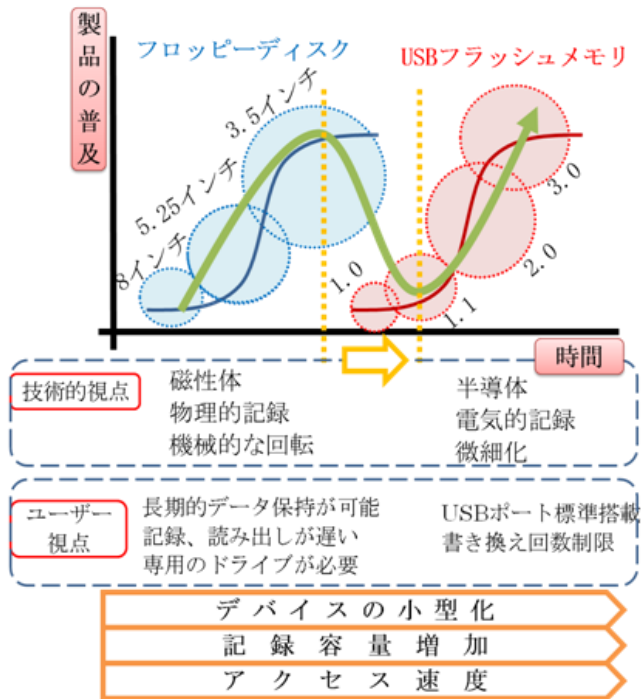 製品の普及
フロッピーディスク
USBフラッシュメモリ
8インチ
5.25インチ
3.5インチ
1.0
1.1
2.0
3.0
時間
技術的視点
磁性体
物理的記録
機械的な回転
半導体
電気的記録
微細化
ユーザー
視点
長期的データ保持が可能
記録、読み出しが遅い
専用のドライブが必要
USBポート標準搭載
書き換え回数制限
デバイスの小型化
記録容量増加
アクセス速度